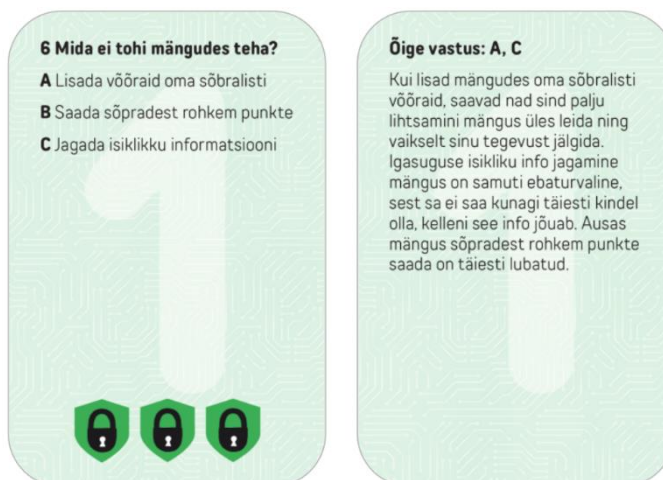 6 Mida ei tohi mängudes teha?
A Lisada võõraid oma sõbralisti
B Saada sõpradest rohkem punkte
C Jagada isiklikku informatsiooni
1
Õige vastus: A, C
Kui lisad mängudes oma sõbralisti
võõraid, saavad nad sind palju
lihtsamini mängus üles leida ning
vaikselt sinu tegevust jälgida.
Igasuguse isikliku info jagamine
mängus on samuti ebaturvaline,
sest sa ei saa kunagi täiesti kindel
olla, kelleni see info jõuab. Ausas
mängus sõpradest rohkem punkte
saada on täiesti lubatud.
1